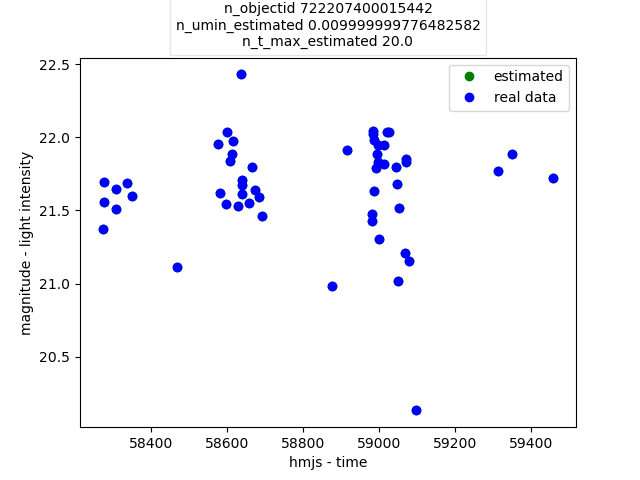 n_objectid 722207400015442
n_umin_estimated 0.009999999776482582
n_t_max_estimated 20.0
22.5
22.0
21.5
21.0
20.5
magnitude - light intensity
estimated
real data
58400 58600 58800 59000 59200 59400
hmjs - time